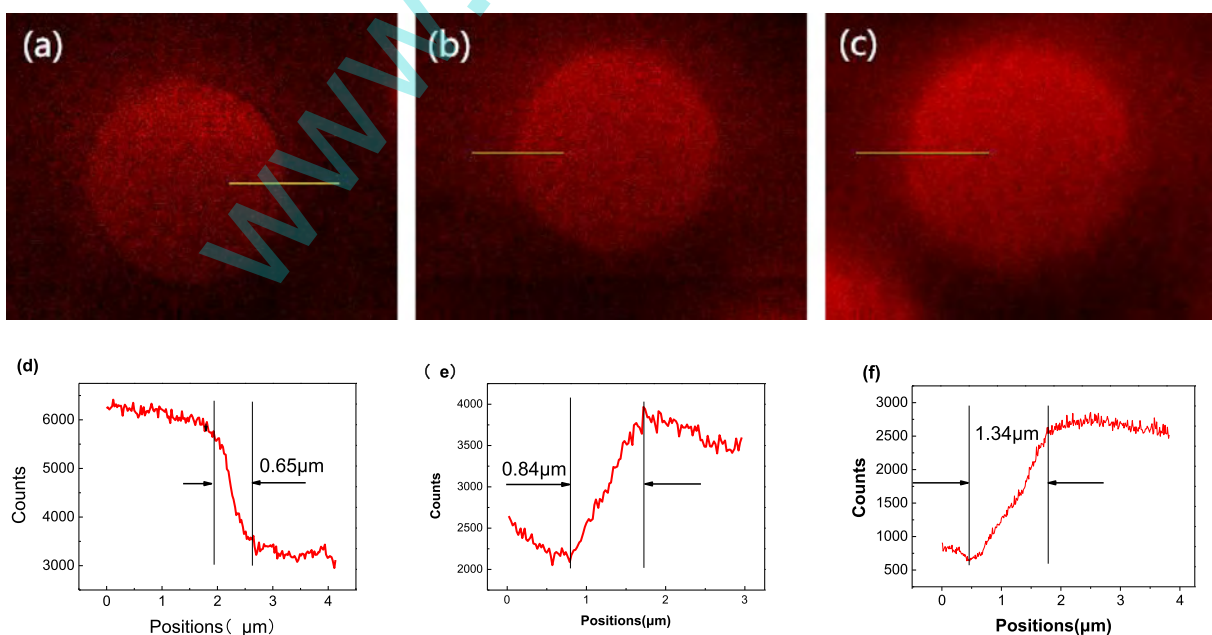 (a)
(b)
(c)
www.
(d)
6000
5000
4000
3000
0
1
2
3
4
0.65μm
Counts
Positions( μm)
( e)
4000
3500
3000
2500
2000
0
1
2
3
0.84μm
Counts
Positions(μm)
(f)
3000
2500
2000
1500
1000
500
0
1
2
3
4
1.34μm
Counts
Positions(μm)